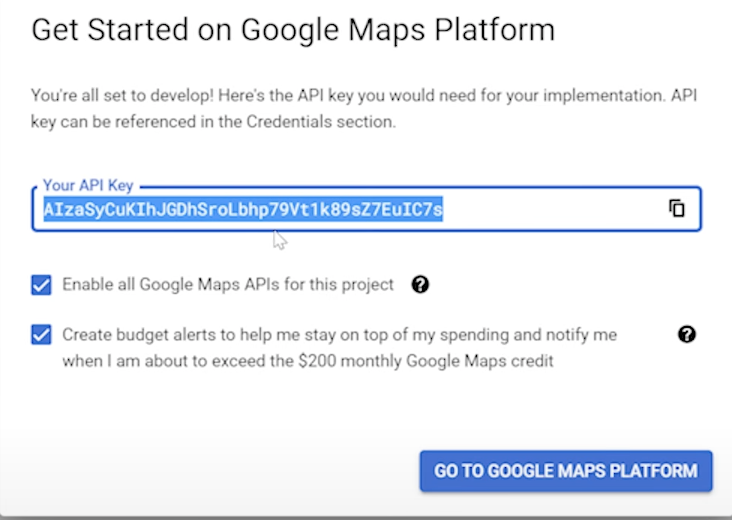 Get Started on Google Maps Platform
You're all set to develop! Here's the API key you would need for your implementation. API
key can be referenced in the Credentials section.
Your API Key
AIzaSyCuKIhJGDhSroLbhp79Vt1k89sZ7EuIC7s
Enable all Google Maps APIs for this project
Create budget alerts to help me stay on top of my spending and notify me
when I am about to exceed the $200 monthly Google Maps credit
GO TO GOOGLE MAPS PLATFORM